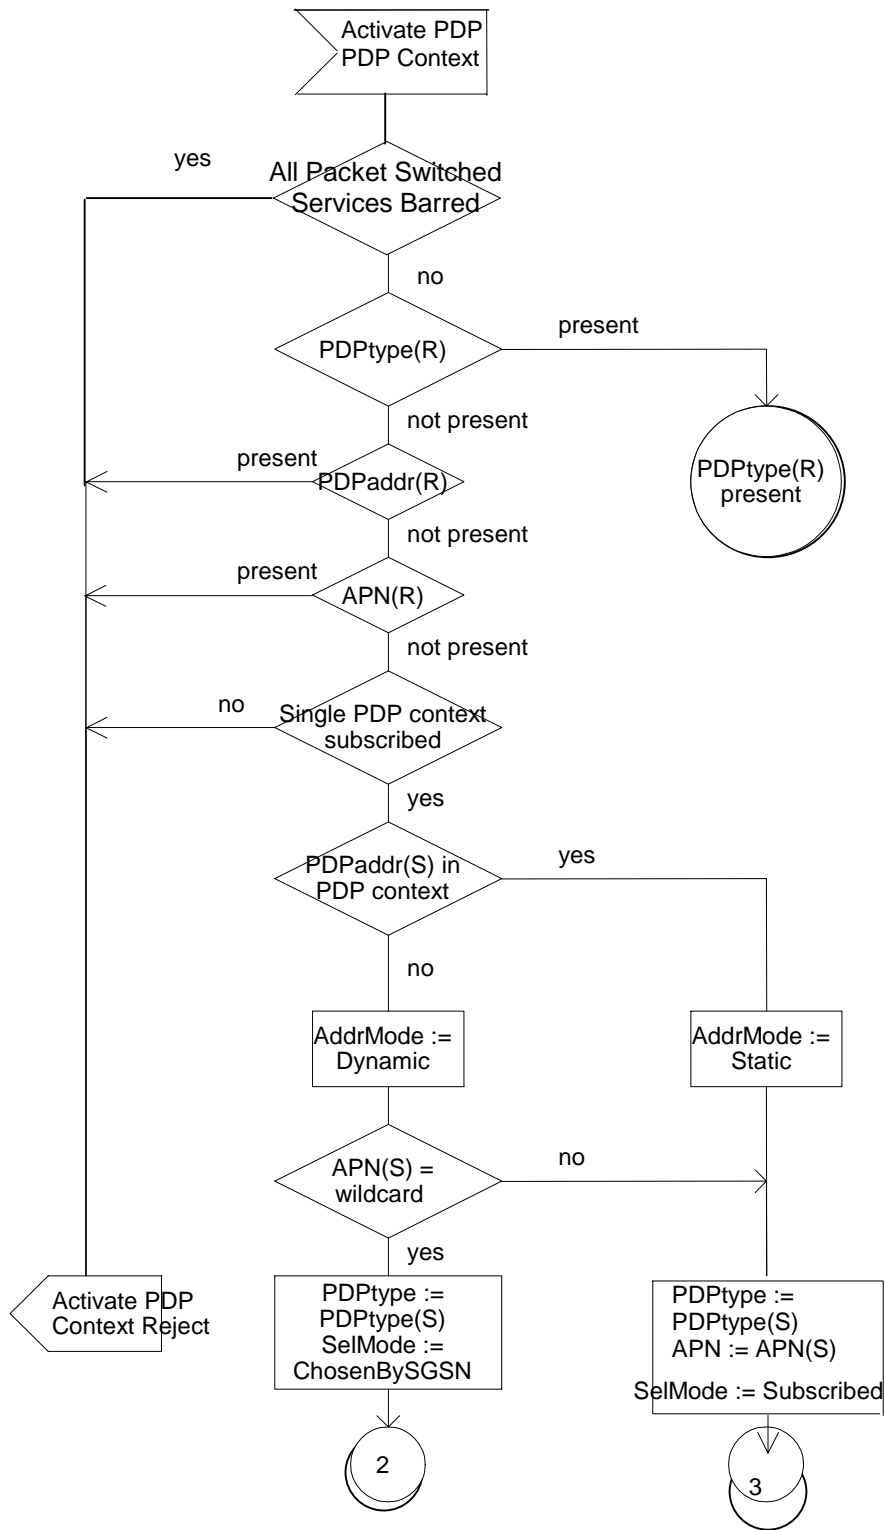 Activate PDP
PDP Context
yes
All Packet Switched
Services Barred
no
PDPtype(R)
present
not present
present
PDPaddr(R)
PDPtype(R)
present
not present
present
APN(R)
not present
no
Single PDP context
subscribed
yes
PDPaddr(S) in
PDP context
yes
no
AddrMode :=
Dynamic
AddrMode :=
Static
APN(S) =
wildcard
no
yes
Activate PDP
Context Reject
PDPtype :=
PDPtype(S)
SelMode :=
ChosenBySGSN
PDPtype :=
PDPtype(S)
APN := APN(S)
SelMode := Subscribed
2
3